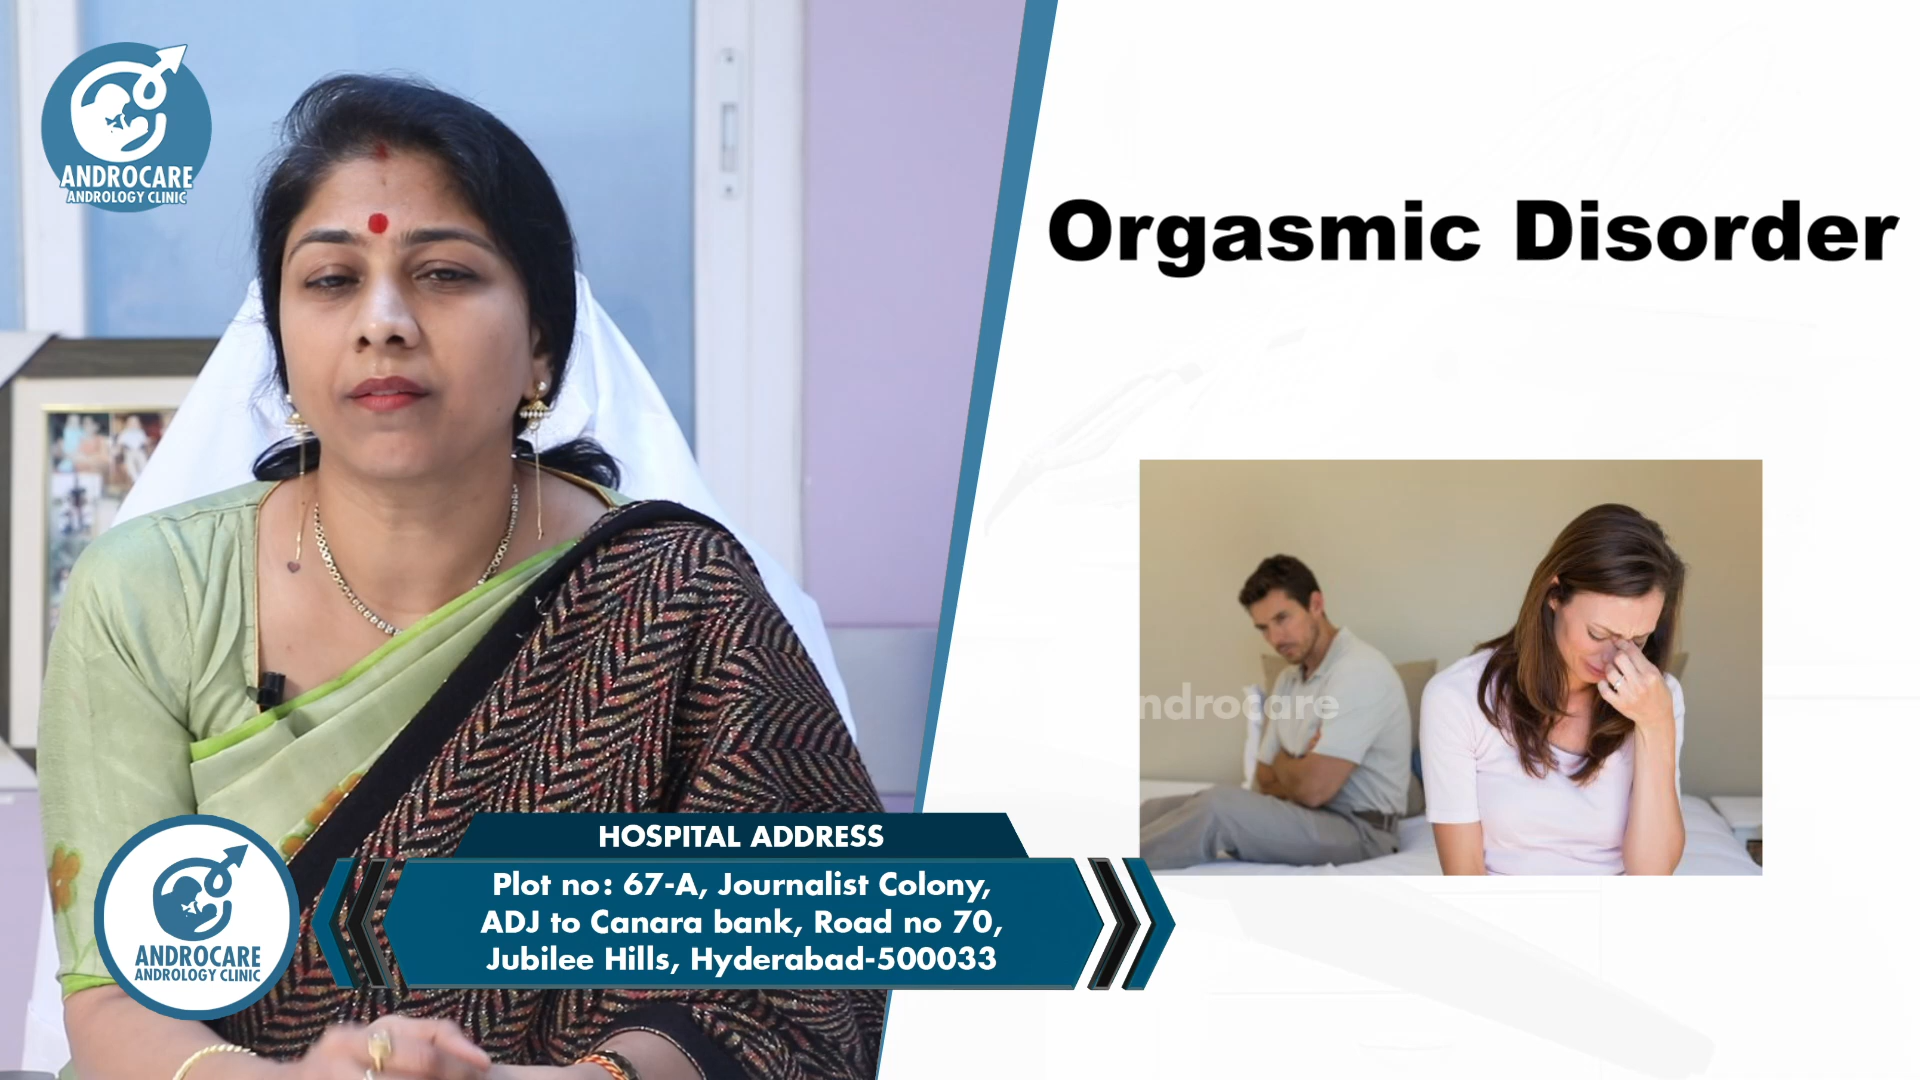 ANDROCARE
ANDROLOGY CLINIC
Orgasmic Disorder
ndrocare
HOSPITAL ADDRESS
Plot no: 67-A, Journalist Colony,
ADJ to Canara bank, Road no 70,
Jubilee Hills, Hyderabad-500033
ANDROCARE
ANDROLOGY CLINIC